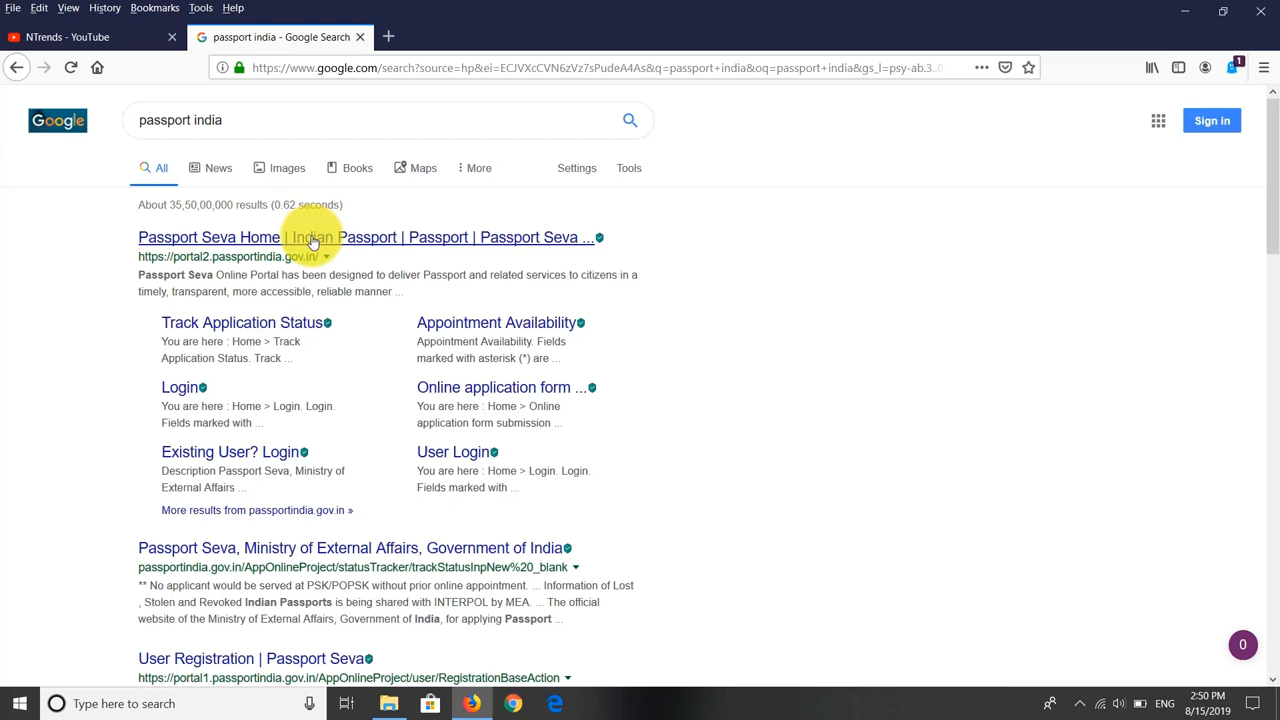 File Edit View History Bookmarks Tools Help
NTrends - YouTube
passport india - Google Search
https://www.google.com/search?source=hp&ei=ECJVXcCVN6zVz7sPudeA4As&q=passport+india&oq=passport+india&gs_l=psy-ab.3..0
1
Google
passport india
Sign in
All News Images Books Maps More Settings Tools
About 35,50,00,000 results (0.62 seconds)
Passport Seva Home | Indian Passport | Passport | Passport Seva ...
https://portal2.passportindia.gov.in/
Passport Seva Online Portal has been designed to deliver Passport and related services to citizens in a
timely, transparent, more accessible, reliable manner ...
Track Application Status
You are here : Home > Track
Application Status. Track ...
Appointment Availability
Appointment Availability. Fields
marked with asterisk (*) are ...
Login
You are here : Home > Login. Login.
Fields marked with ...
Online application form ...
You are here : Home > Online
application form submission ...
Existing User? Login
Description Passport Seva, Ministry of
External Affairs ...
User Login
You are here : Home > Login. Login.
Fields marked with ...
More results from passportindia.gov.in »
Passport Seva, Ministry of External Affairs, Government of India
passportindia.gov.in/AppOnlineProject/statusTracker/trackStatusInpNew%20_blank
** No applicant would be served at PSK/POPSK without prior online appointment. ... Information of Lost
, Stolen and Revoked Indian Passports is being shared with INTERPOL by MEA. ... The official
website of the Ministry of External Affairs, Government of India, for applying Passport ...
User Registration | Passport Seva
https://portal1.passportindia.gov.in/AppOnlineProject/user/RegistrationBaseAction
0
Type here to search
ENG
2:50 PM
8/15/2019